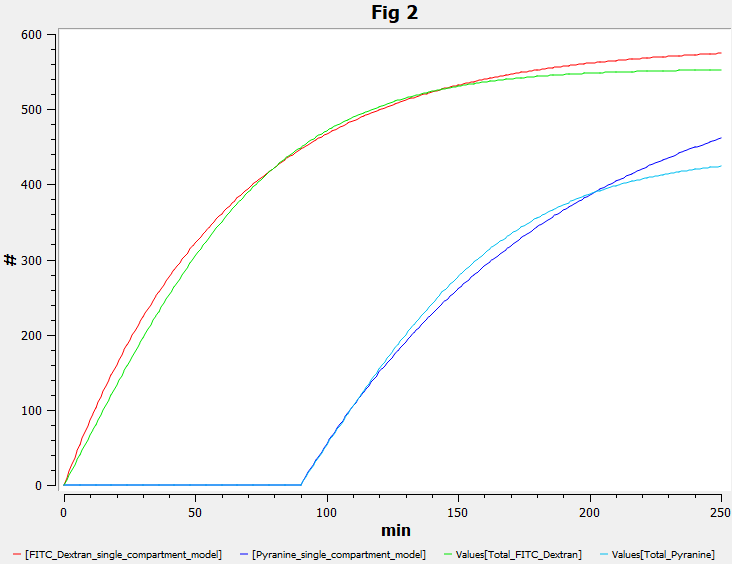 Fig 2
600
500
400
300
200
100
0
#
0 50 100 150 200 250
min
[FITC_Dextran_single_compartment_model] [Pyranine_single_compartment_model] Values[Total_FITC_Dextran] Values[Total_Pyranine]